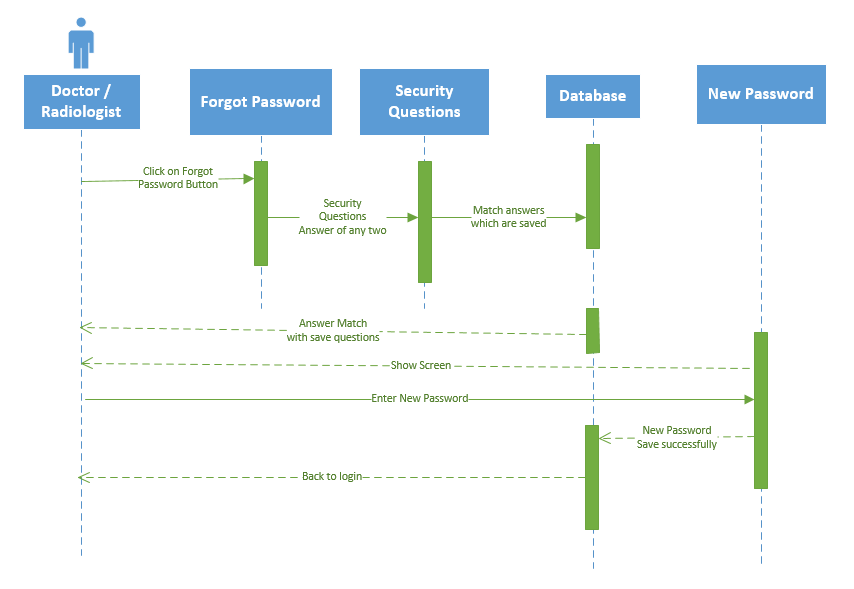 Doctor /
Radiologist
Forgot Password
Security
Questions
Database
New Password
Click on Forgot
Password Button
Security
Questions
Answer of any two
Match answers
which are saved
Answer Match
with save questions
Show Screen
Enter New Password
New Password
Save successfully
Back to login